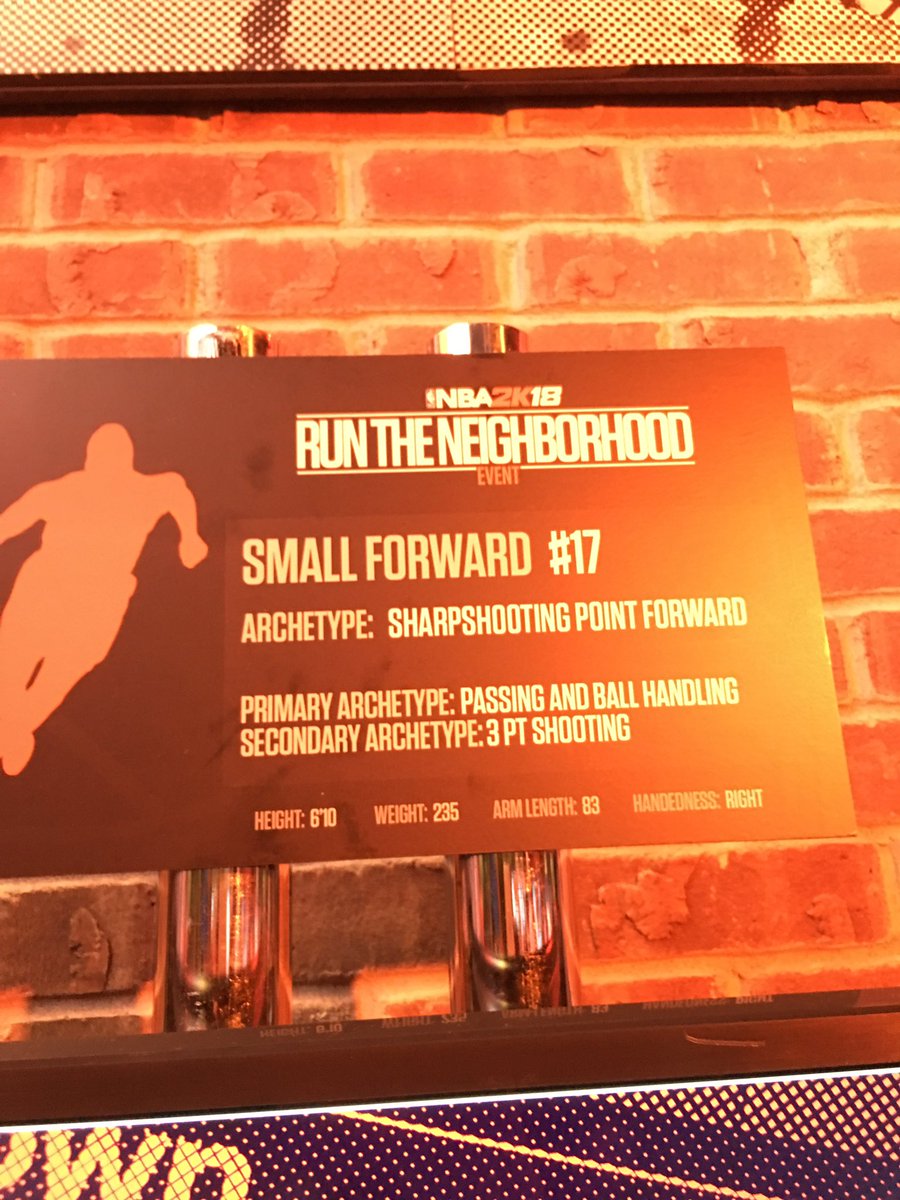 NBA2K18
RUN THE NEIGHBORHOOD
EVENT
SMALL FORWARD #17
ARCHETYPE: SHARPSHOOTING POINT FORWARD
PRIMARY ARCHETYPE: PASSING AND BALL HANDLING
SECONDARY ARCHETYPE: 3 PT SHOOTING
HEIGHT: 6'10 WEIGHT: 235 ARM LENGTH: 83 HANDEDNESS: RIGHT